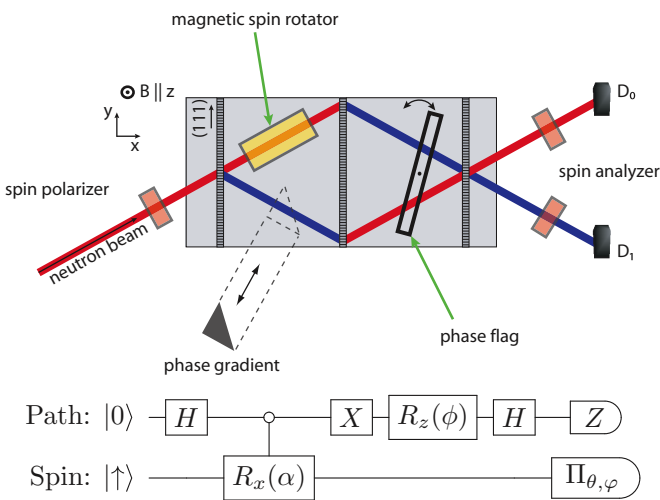 magnetic spin rotator
B || z
y
x
(111)
D₀
spin polarizer
spin analyzer
neutron beam
D₁
phase flag
phase gradient
Path: |0⟩ H X R_z(ϕ) H Z
Spin: |↑⟩ R_x(α) Π_{θ,φ}